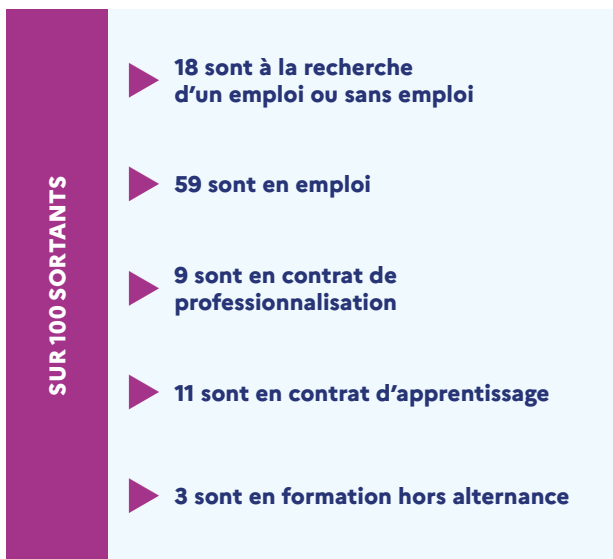 SUR 100 SORTANTS
18 sont à la recherche
d’un emploi ou sans emploi
59 sont en emploi
9 sont en contrat de
professionnalisation
11 sont en contrat d’apprentissage
3 sont en formation hors alternance